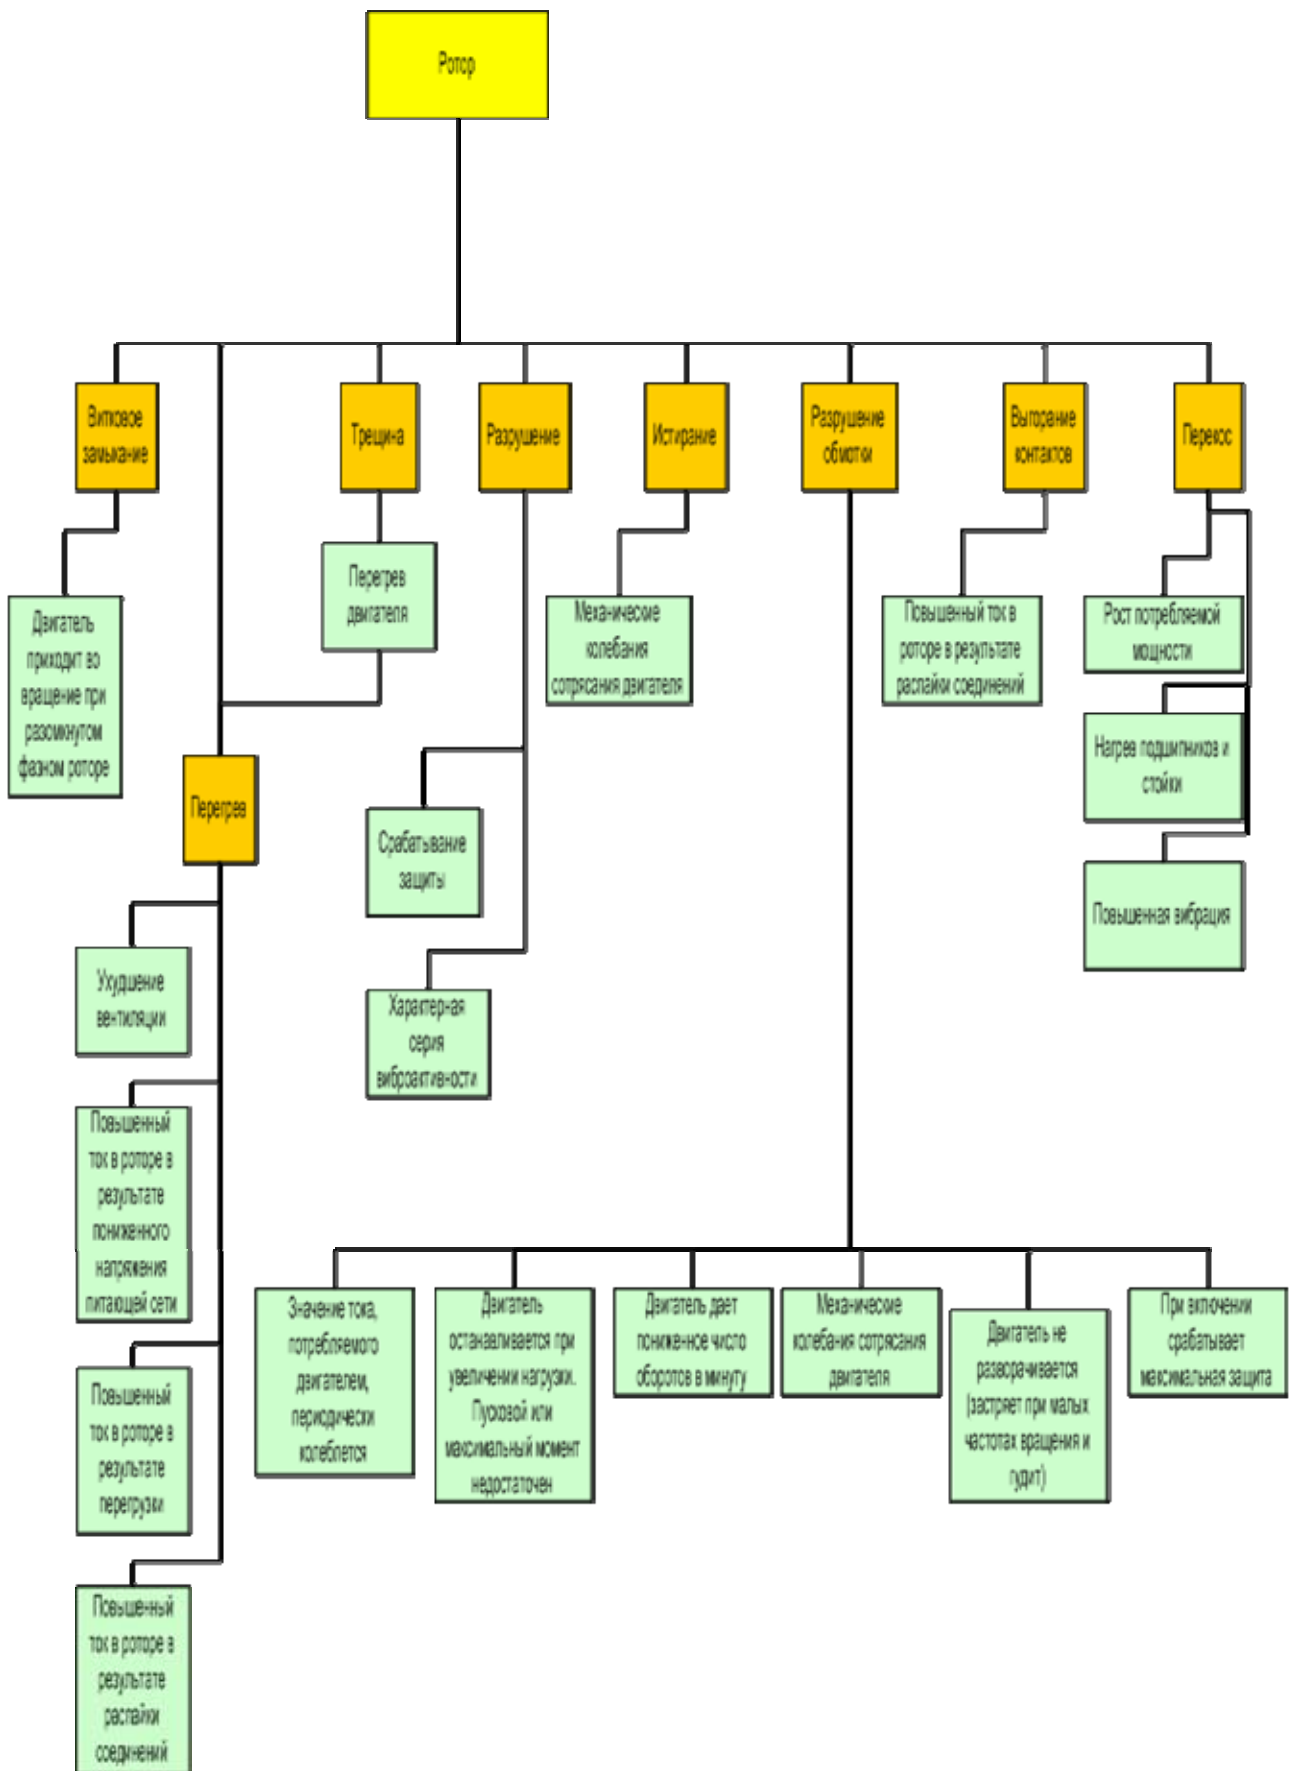 Ротор
Витковое
замыкание
Трещина
Разрушение
Истирание
Разрушение
обмотки
Выгорание
контактов
Перекос
Двигатель
приходит во
вращение при
разомкнутом
фазном роторе
Перегрев
двигателя
Механические
колебания
сотрясания двигателя
Повышенный ток в
роторе в результате
распайки соединений
Рост потребляемой
мощности
Нагрев подшипников и
стойки
Повышенная вибрация
Перегрев
Срабатывание
защиты
Характерная
серия
виброактивности
Ухудшение
вентиляции
Повышенный
ток в роторе в
результате
пониженного
напряжения
питающей сети
Повышенный
ток в роторе в
результате
перегрузки
Повышенный
ток в роторе в
результате
распайки
соединений
Значение тока,
потребляемого
двигателем,
периодически
колеблется
Двигатель
останавливается при
увеличении нагрузки.
Пусковой или
максимальный момент
недостаточен
Двигатель дает
пониженное число
оборотов в минуту
Механические
колебания сотрясания
двигателя
Двигатель не
разворачивается
(застряет при малых
частотах вращения и
гудит)
При включении
срабатывает
максимальная защита